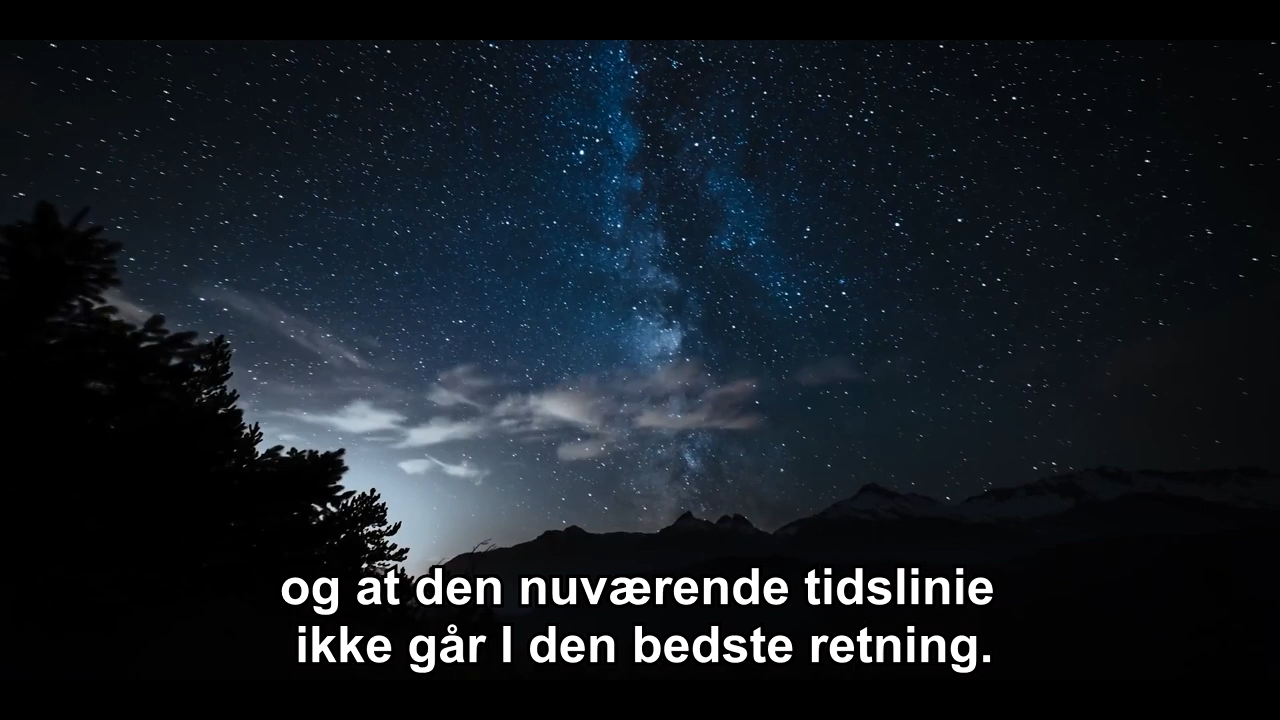 og at den nuværende tidslinie
ikke går I den bedste retning.